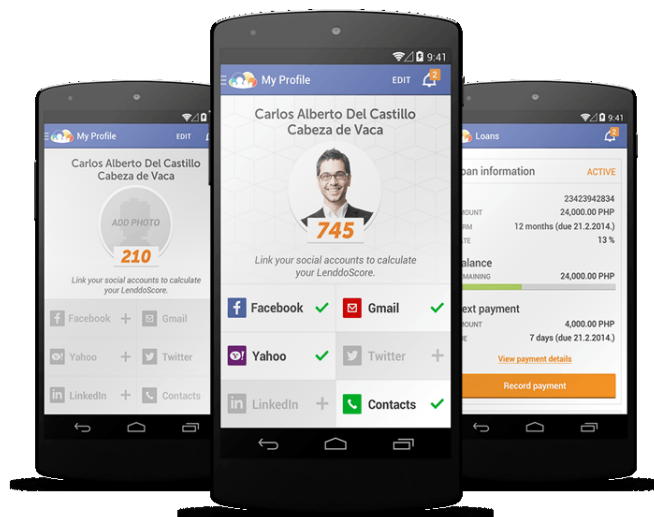 9:41
My Profile
EDIT
Carlos Alberto Del Castillo
Cabeza de Vaca
ADD PHOTO
210
Link your social accounts to calculate
your LenddoScore.
Facebook
Gmail
Yahoo
Twitter
LinkedIn
Contacts
9:41
My Profile
EDIT
2
Carlos Alberto Del Castillo
Cabeza de Vaca
745
Link your social accounts to calculate
your LenddoScore.
Facebook
Gmail
Yahoo
Twitter
LinkedIn
Contacts
9:41
Loans
2
information
ACTIVE
23423942834
24,000.00 PHP
12 months (due 21.2.2014.)
13 %
24,000.00 PHP
payment
4,000.00 PHP
7 days (due 21.2.2014.)
View payment details
Record payment